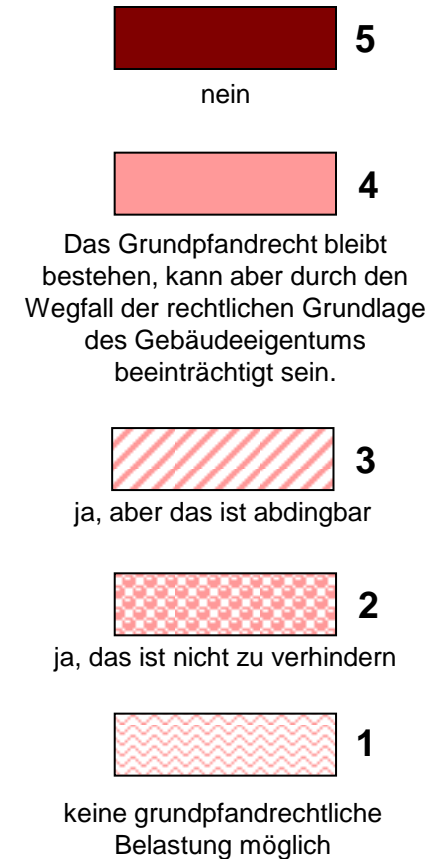 5
nein
4
Das Grundpfandrecht bleibt
bestehen, kann aber durch den
Wegfall der rechtlichen Grundlage
des Gebäudeeigentums
beeinträchtigt sein.
3
ja, aber das ist abdingbar
2
ja, das ist nicht zu verhindern
1
keine grundpfandrechtliche
Belastung möglich